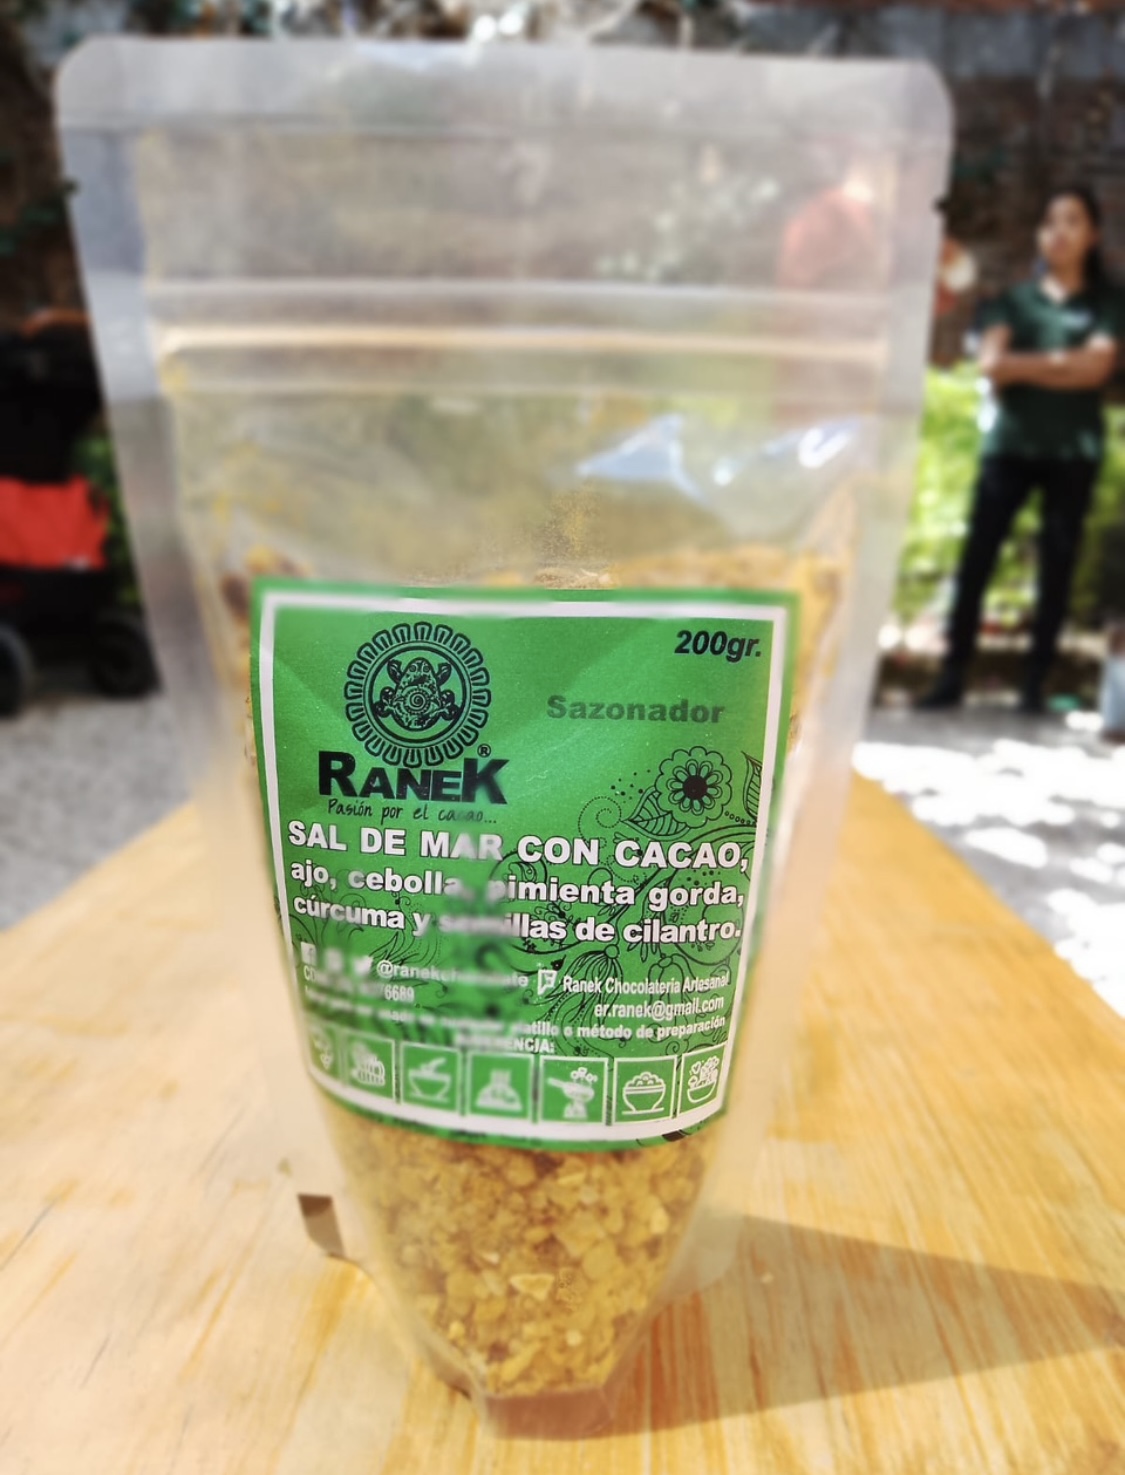 200gr.
Sazonador
RANEK®
Pasión por el cacao...
SAL DE MAR CON CACAO,
ajo, cebolla, pimienta gorda,
cúrcuma y semillas de cilantro.
@ranekchocolate Ranek Chocolatería Artesanal
6689 er.ranek@gmail.com
platillo o método de preparación